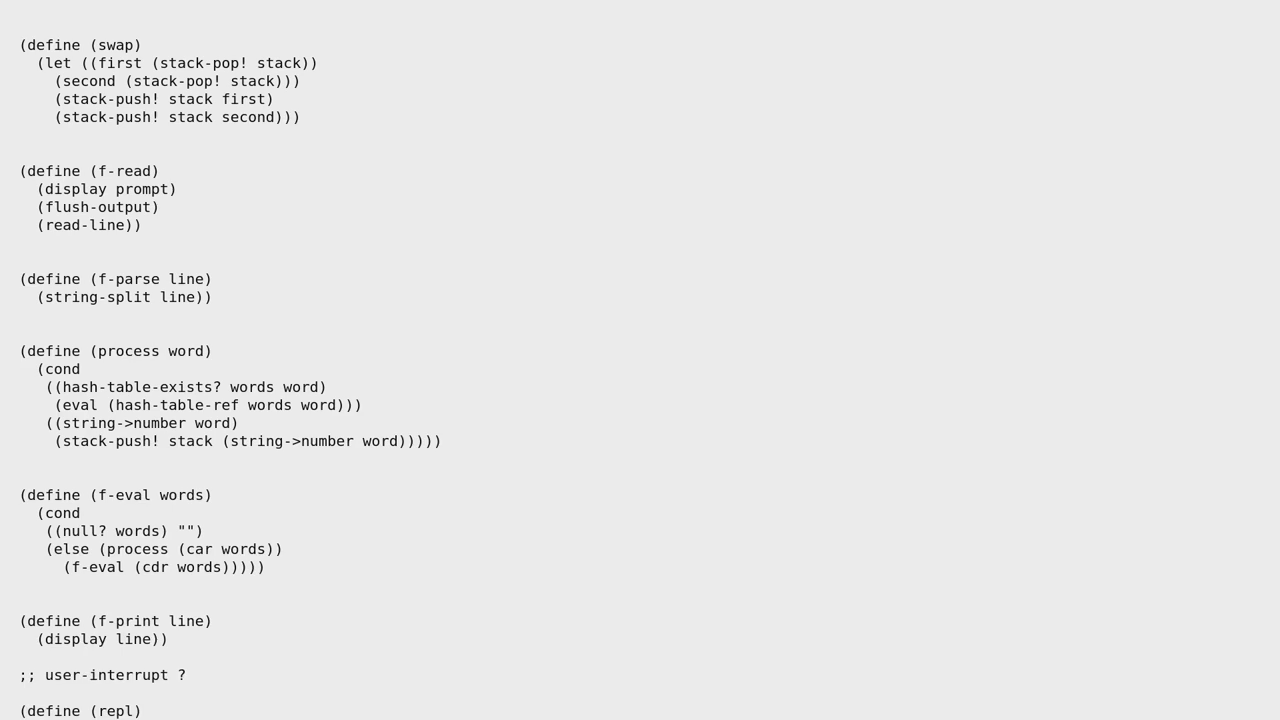 (define (swap)
  (let ((first (stack-pop! stack))
    (second (stack-pop! stack)))
    (stack-push! stack first)
    (stack-push! stack second)))
(define (f-read)
  (display prompt)
  (flush-output)
  (read-line))
(define (f-parse line)
  (string-split line))
(define (process word)
  (cond
   ((hash-table-exists? words word)
    (eval (hash-table-ref words word)))
   ((string->number word)
    (stack-push! stack (string->number word)))))
(define (f-eval words)
  (cond
   ((null? words) "")
   (else (process (car words))
     (f-eval (cdr words)))))
(define (f-print line)
  (display line))
;; user-interrupt ?
(define (repl)